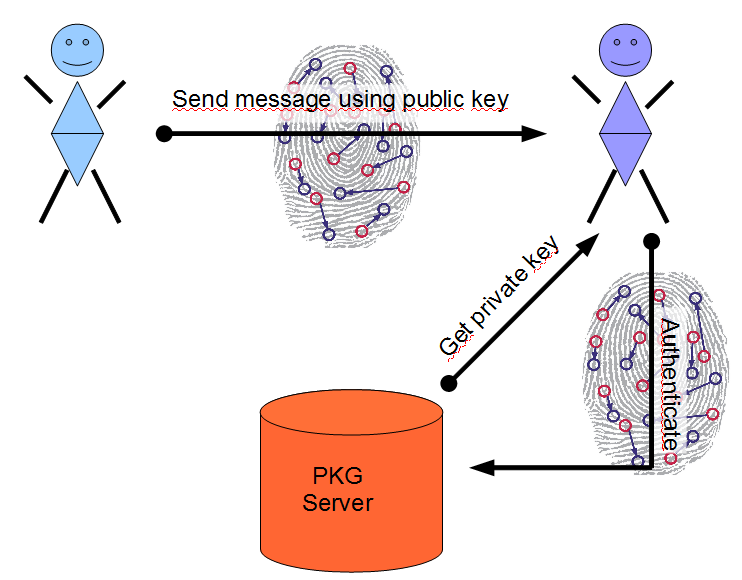 Send message using public key
Get private key
Authenticate
PKG
Server